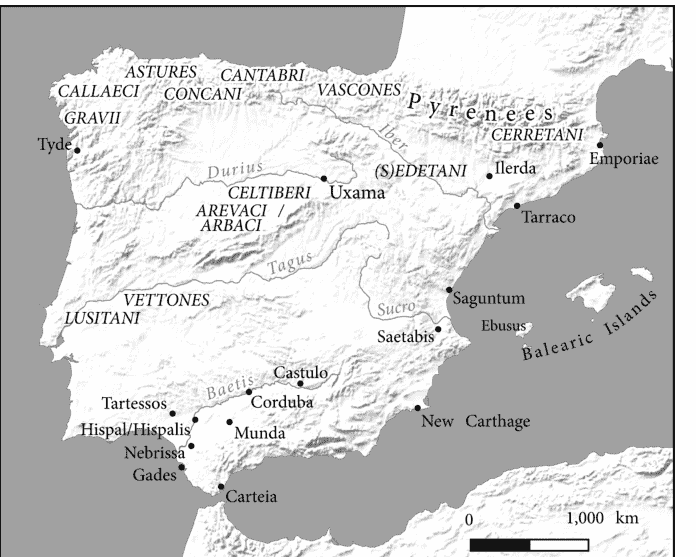 ASTURES
CANTABRI
CALLAECI
CONCANI
VASCONES
Pyrenees
GRAVII
Iber
CERRETANI
Tyde
Emporiae
Durius
(S)EDETANI
Ilerda
CELTIBERI
Uxama
AREVACI /
ARBACI
Tarraco
Tagus
VETTONES
Saguntum
LUSITANI
Sucro
Ebusus
Balearic Islands
Saetabis
Castulo
Baetis
Tartessos
Corduba
Hispal/Hispalis
Munda
New Carthage
Nebrissa
Gades
Carteia
0
1,000 km